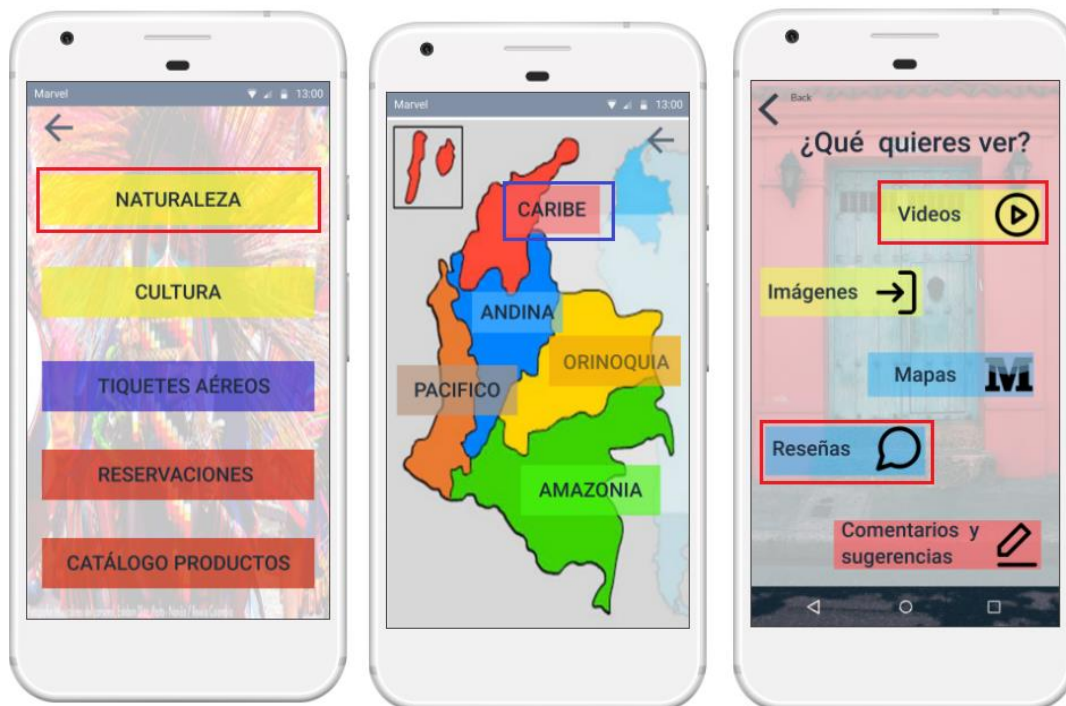 Marvel 13:00
NATURALEZA
CULTURA
TIQUETES AÉREOS
RESERVACIONES
CATÁLOGO PRODUCTOS
Marvel 13:00
CARIBE
ANDINA
ORINOQUIA
PACIFICO
AMAZONIA
Back
¿Qué quieres ver?
Videos
Imágenes
Mapas M
Reseñas
Comentarios y
sugerencias